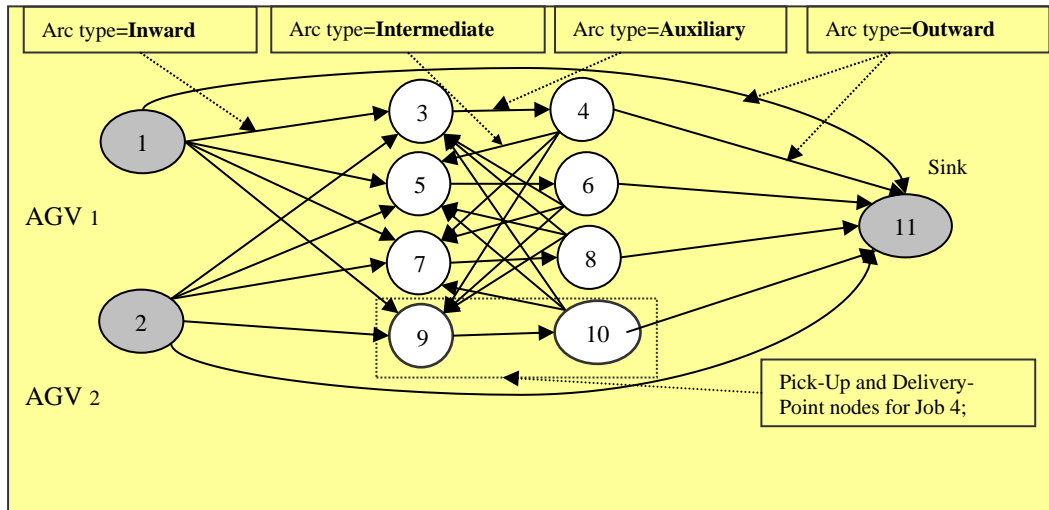 Arc type=Inward
Arc type=Intermediate
Arc type=Auxiliary
Arc type=Outward
3
4
1
Sink
5
6
AGV 1
11
7
8
2
9
10
AGV 2
Pick-Up and Delivery-
Point nodes for Job 4;